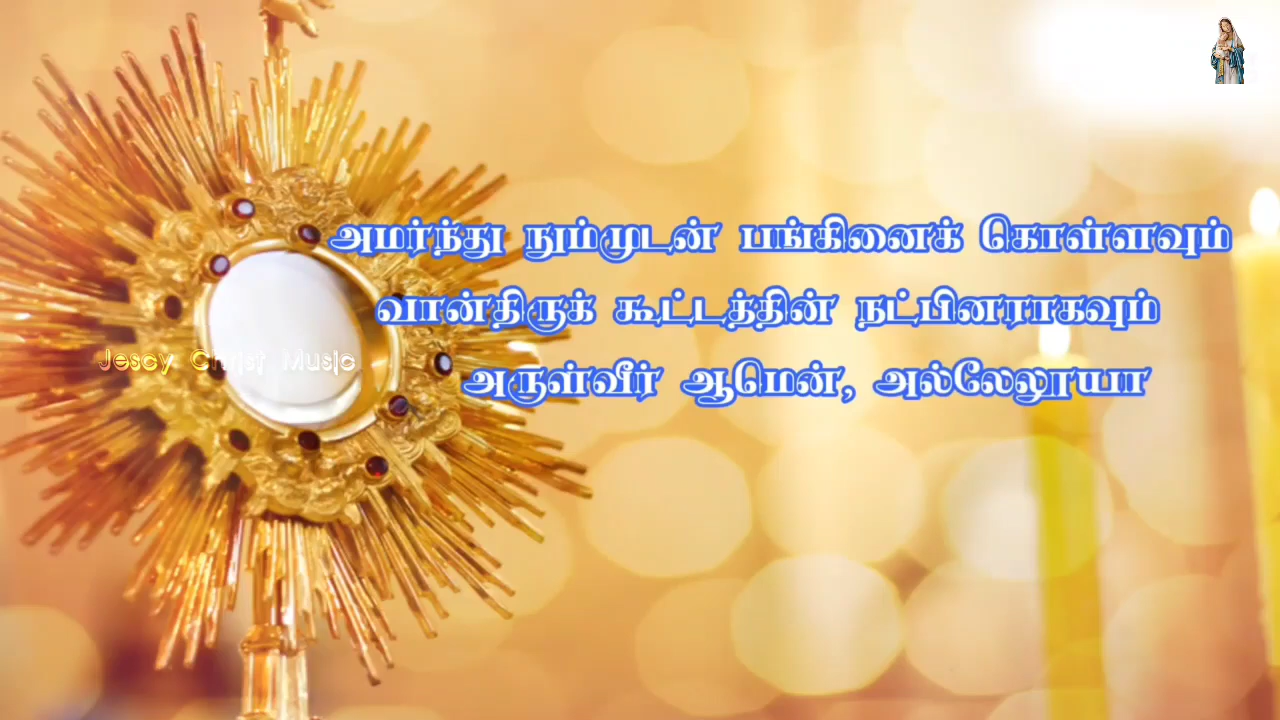 அமர்ந்து நும்முடன் பங்கினைக் கொள்ளவும்
வான்திருக் கூட்டத்தின் நட்பினராகவும்
அருள்வீர் ஆமென், அல்லேலூயா
Jescy Christ Music